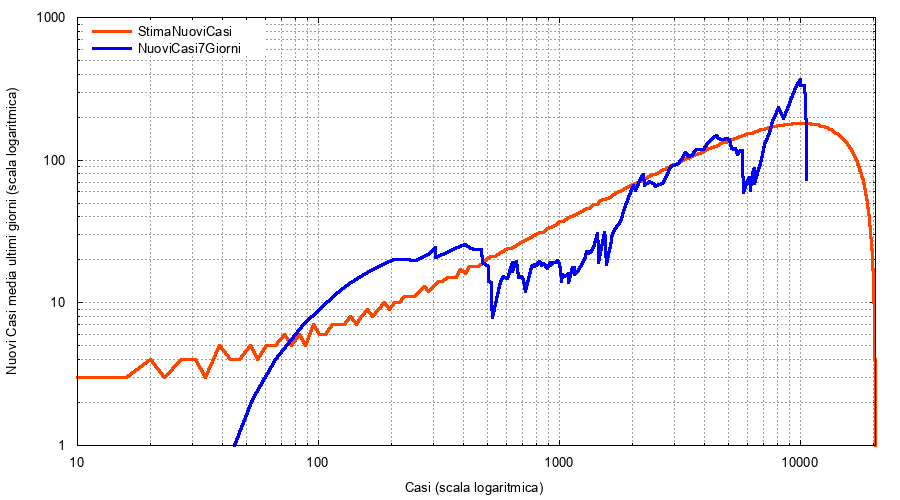 1000
100
10
1
StimaNuoviCasi
NuoviCasi7Giorni
Nuovi Casi media ultimi giorni (scala logaritmica)
10 100 1000 10000
Casi (scala logaritmica)